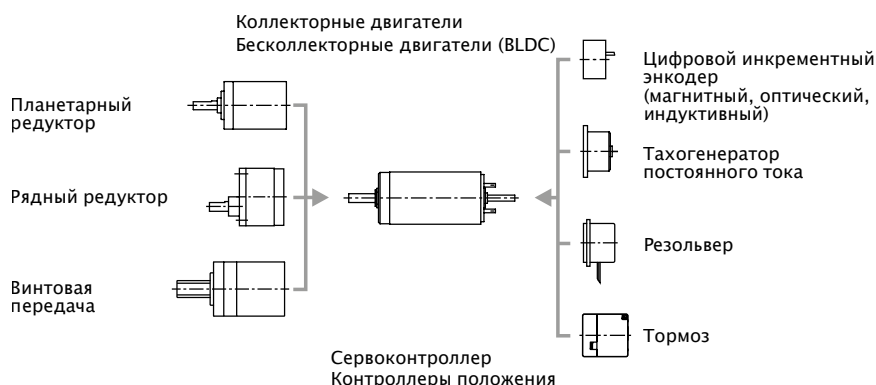 Коллекторные двигатели
Бесколлекторные двигатели (BLDC)
Планетарный
редуктор
Рядный редуктор
Винтовая
передача
Цифровой инкрементный
энкодер
(магнитный, оптический,
индуктивный)
Тахогенератор
постоянного тока
Резольвер
Тормоз
Сервоконтроллер
Контроллеры положения